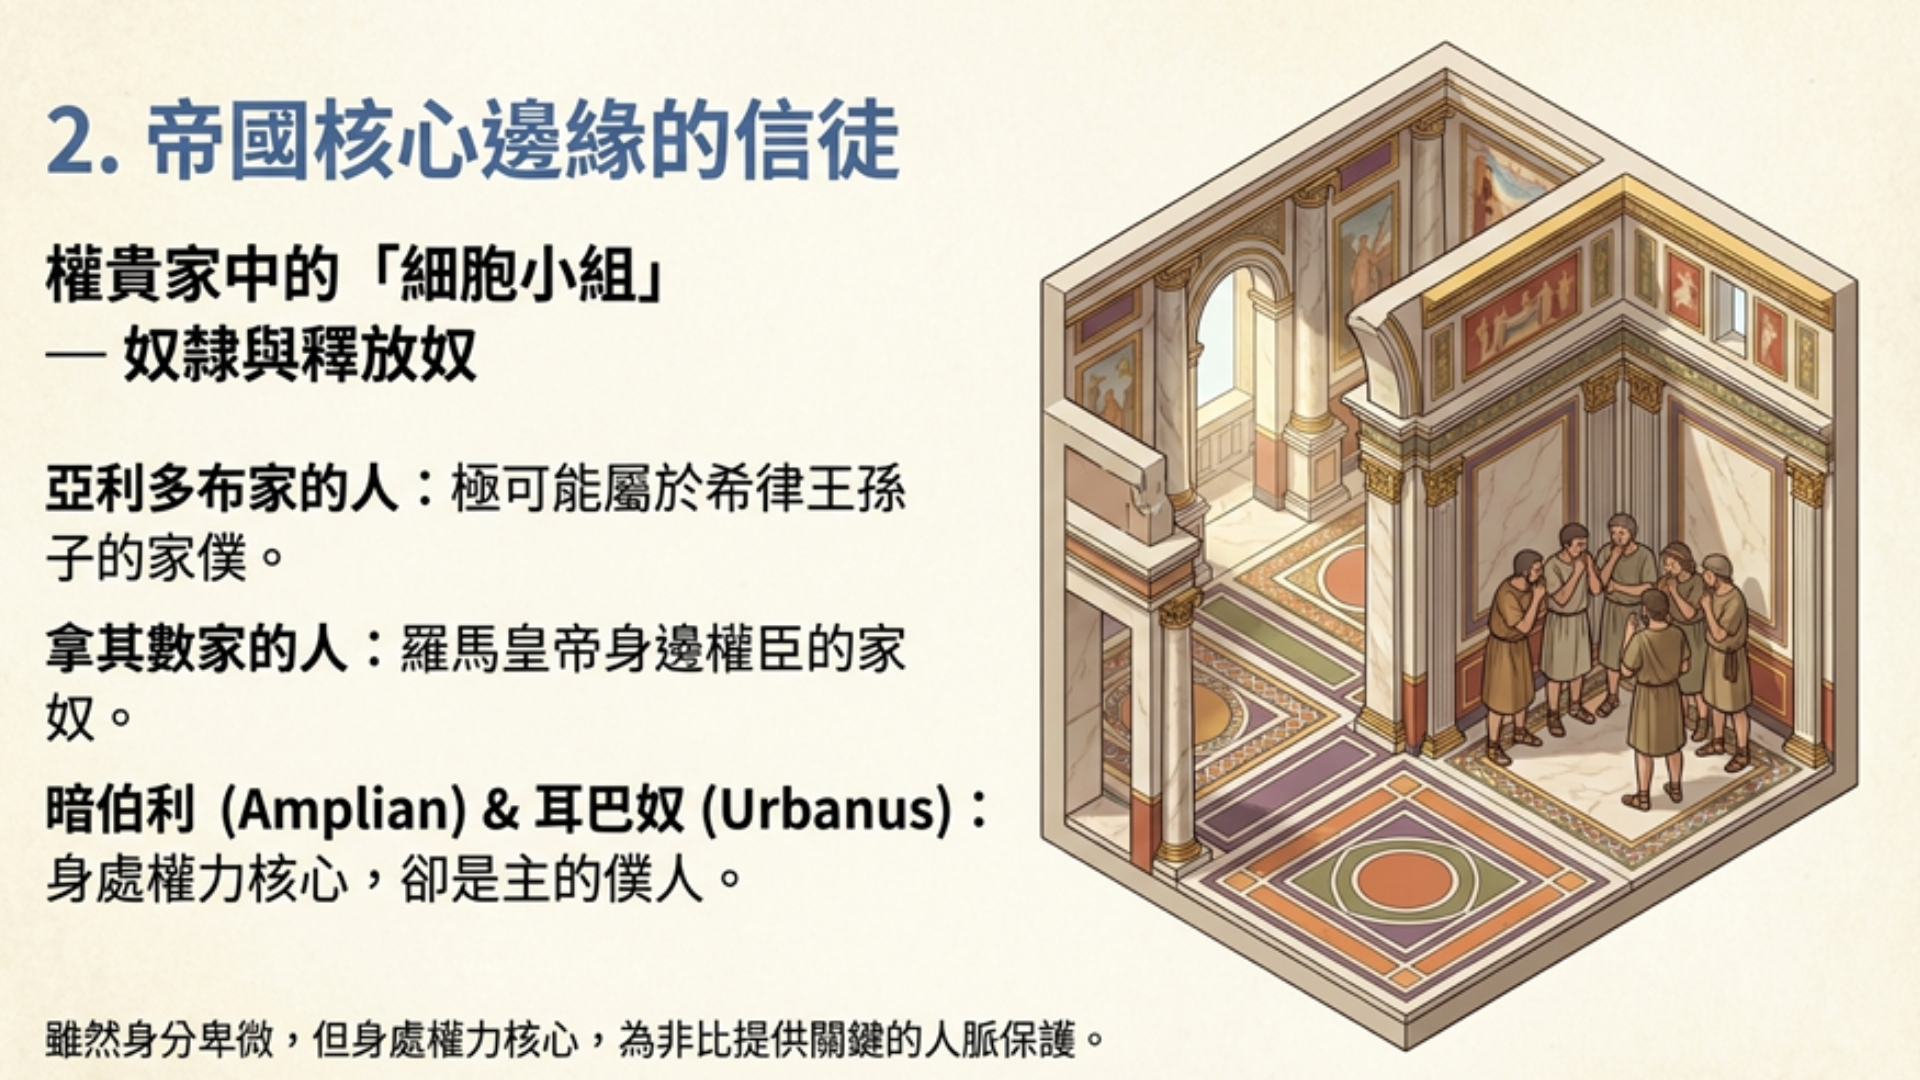 2. 帝國核心邊緣的信徒
權貴家中的「細胞小組」
— 奴隸與釋放奴
亞利多布家的人：極可能屬於希律王孫
子的家僕。
拿其數家的人：羅馬皇帝身邊權臣的家
奴。
暗伯利 (Amplian) & 耳巴奴 (Urbanus)：
身處權力核心，卻是主的僕人。
雖然身分卑微，但身處權力核心，為非比提供關鍵的人脈保護。